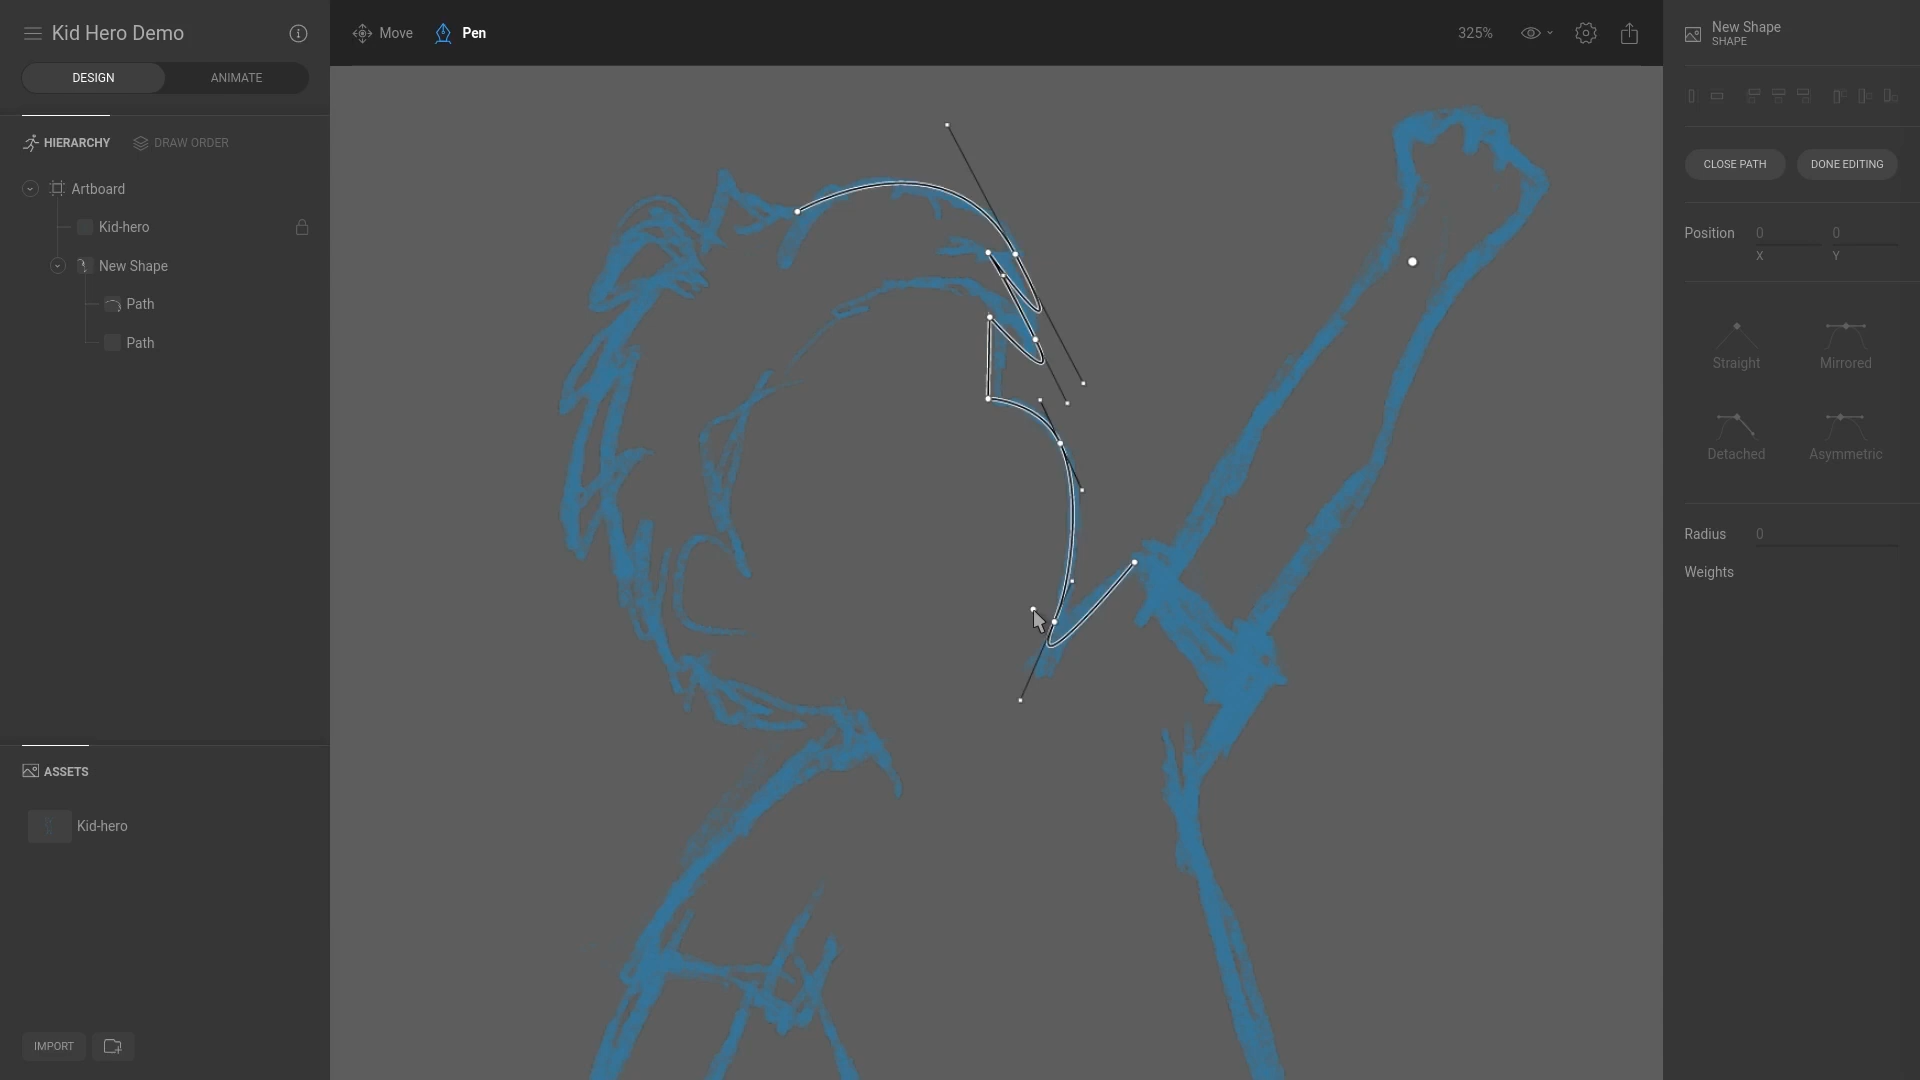 Kid Hero Demo
DESIGN
ANIMATE
HIERARCHY
DRAW ORDER
Artboard
Kid-hero
New Shape
Path
Path
ASSETS
Kid-hero
IMPORT
Move
Pen
325%
New Shape
SHAPE
CLOSE PATH
DONE EDITING
Position 0 0
X Y
Straight
Mirrored
Detached
Asymmetric
Radius 0
Weights